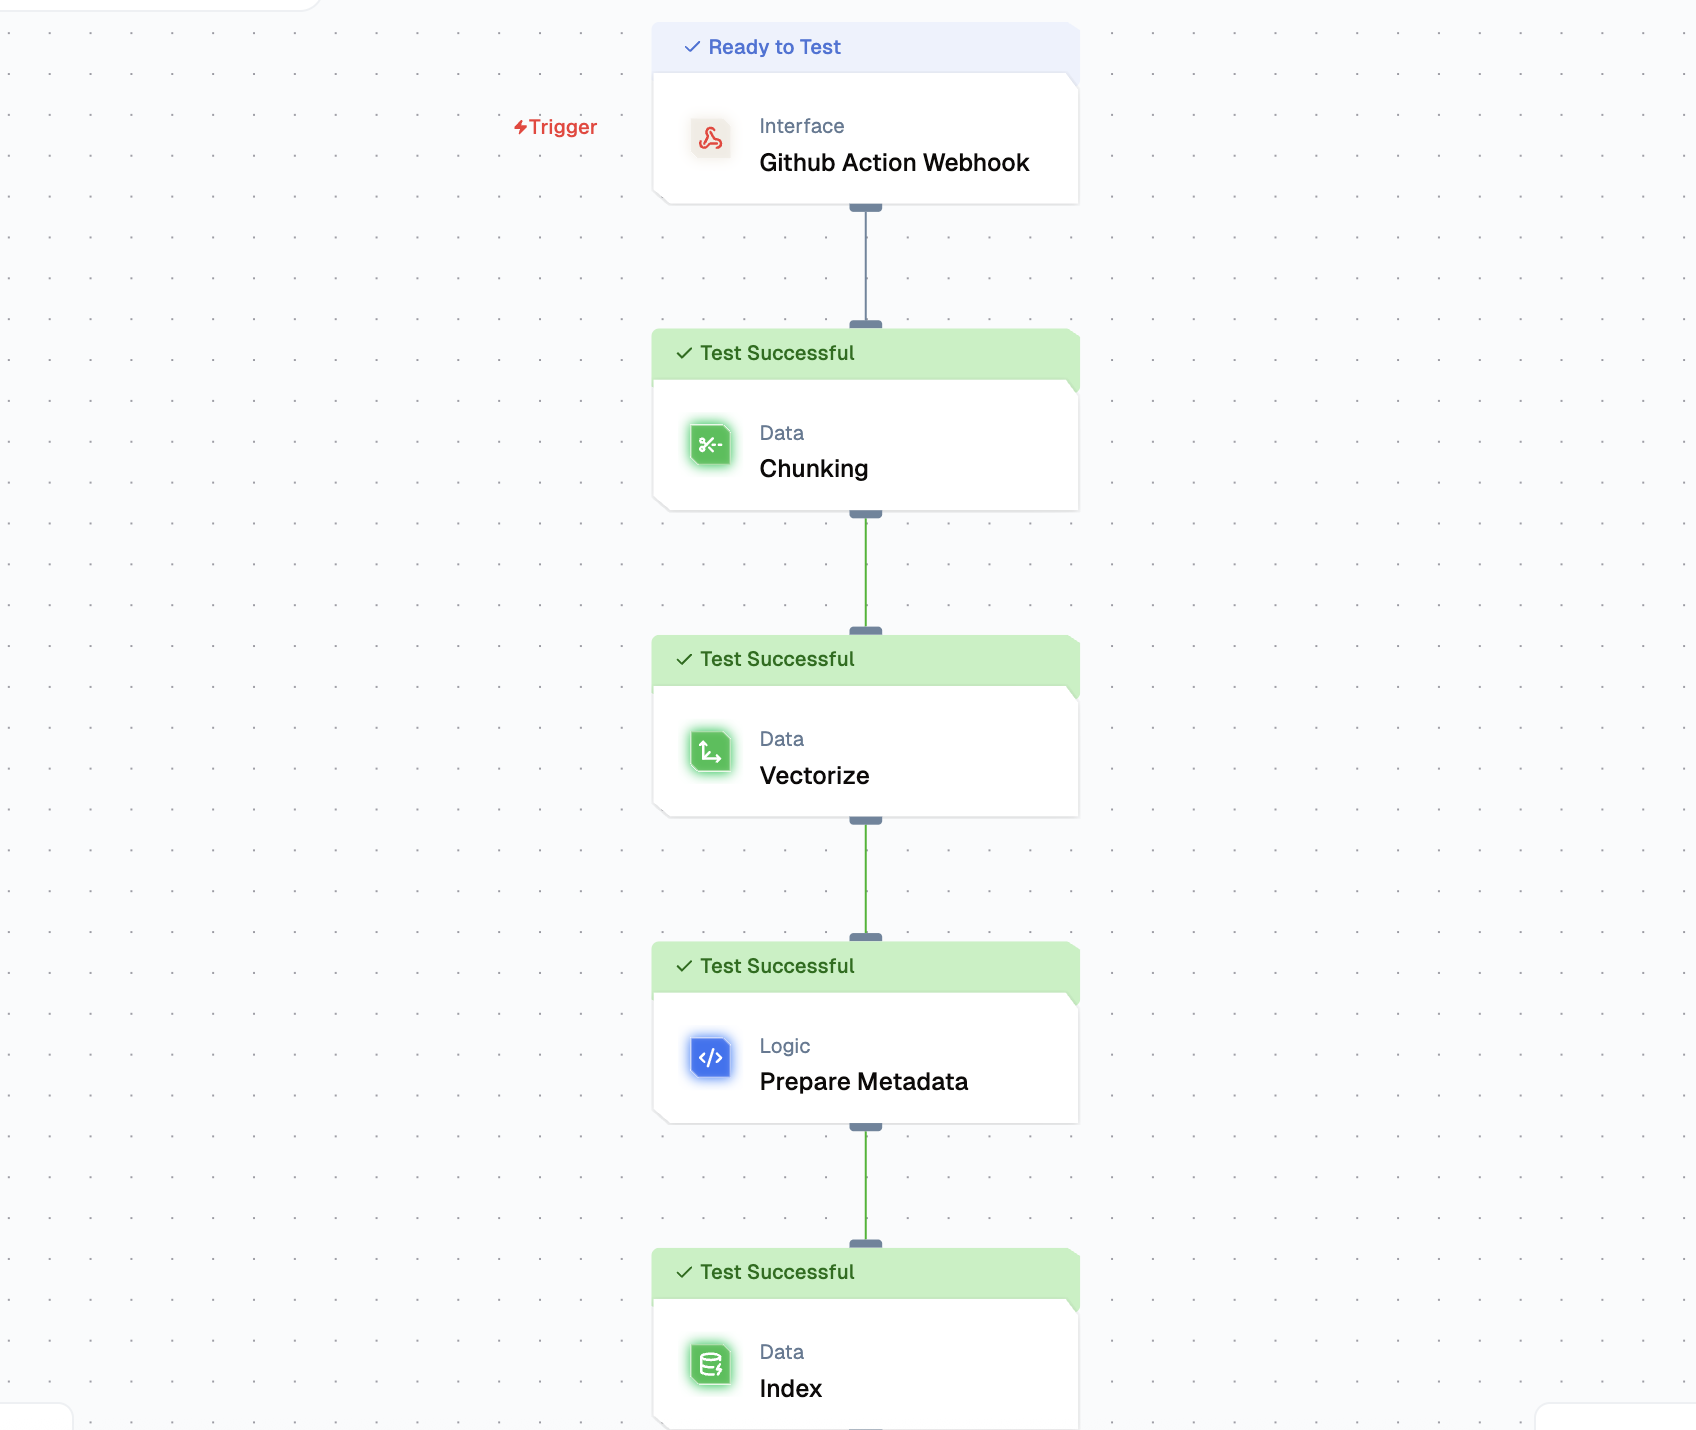 Ready to Test
Trigger
Interface
Github Action Webhook
Test Successful
Data
Chunking
Test Successful
Data
Vectorize
Test Successful
Logic
Prepare Metadata
Test Successful
Data
Index